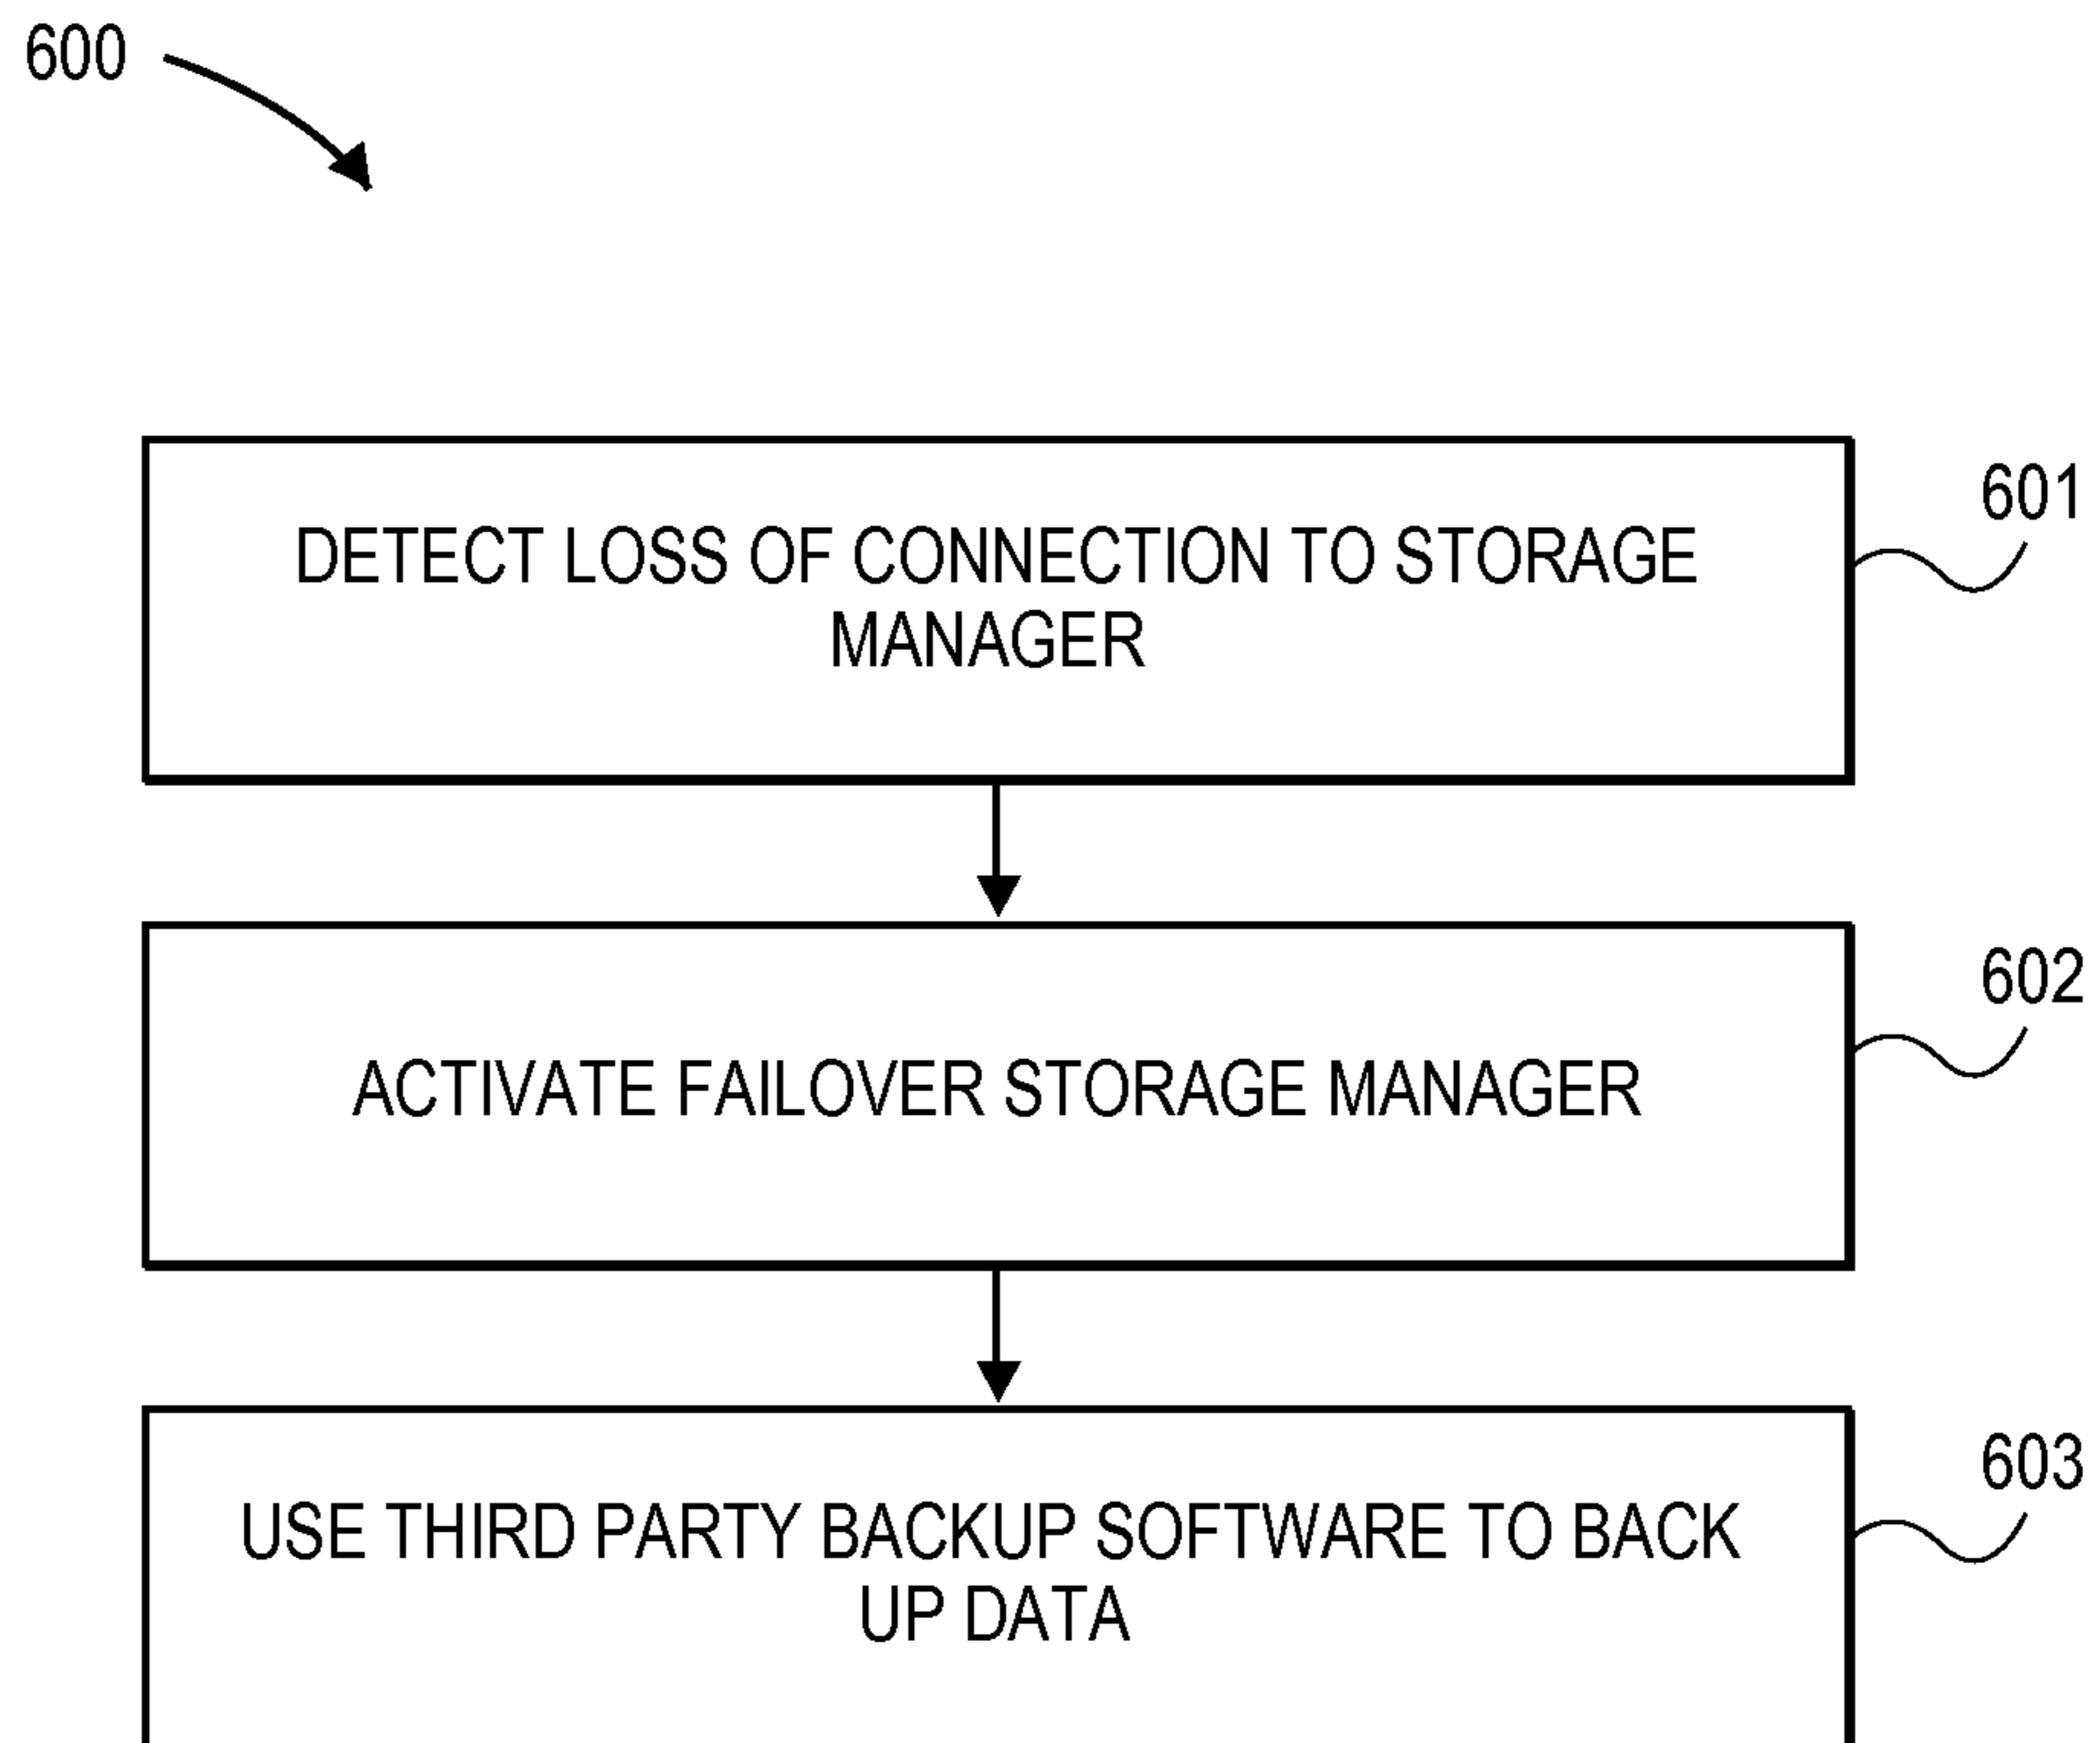 600
601
DETECT LOSS OF CONNECTION TO STORAGE
MANAGER
602
ACTIVATE FAILOVER STORAGE MANAGER
603
USE THIRD PARTY BACKUP SOFTWARE TO BACK
UP DATA